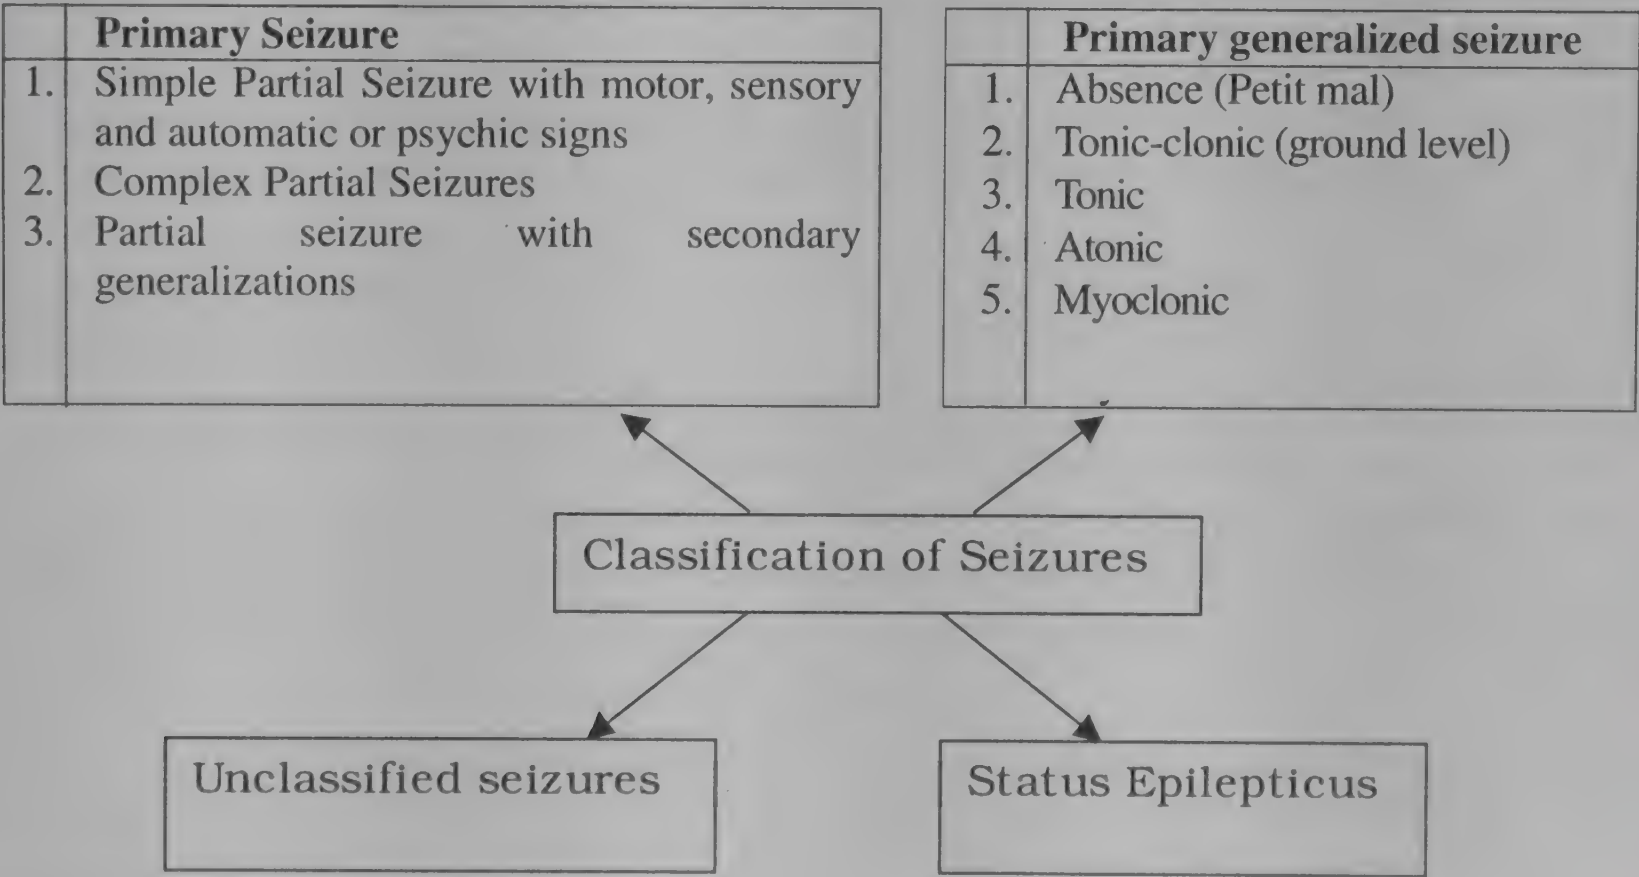 Primary Seizure
1. Simple Partial Seizure with motor, sensory
and automatic or psychic signs
2. Complex Partial Seizures
3. Partial seizure with secondary
generalizations
Primary generalized seizure
1. Absence (Petit mal)
2. Tonic-clonic (ground level)
3. Tonic
4. Atonic
5. Myoclonic
Classification of Seizures
Unclassified seizures
Status Epilepticus